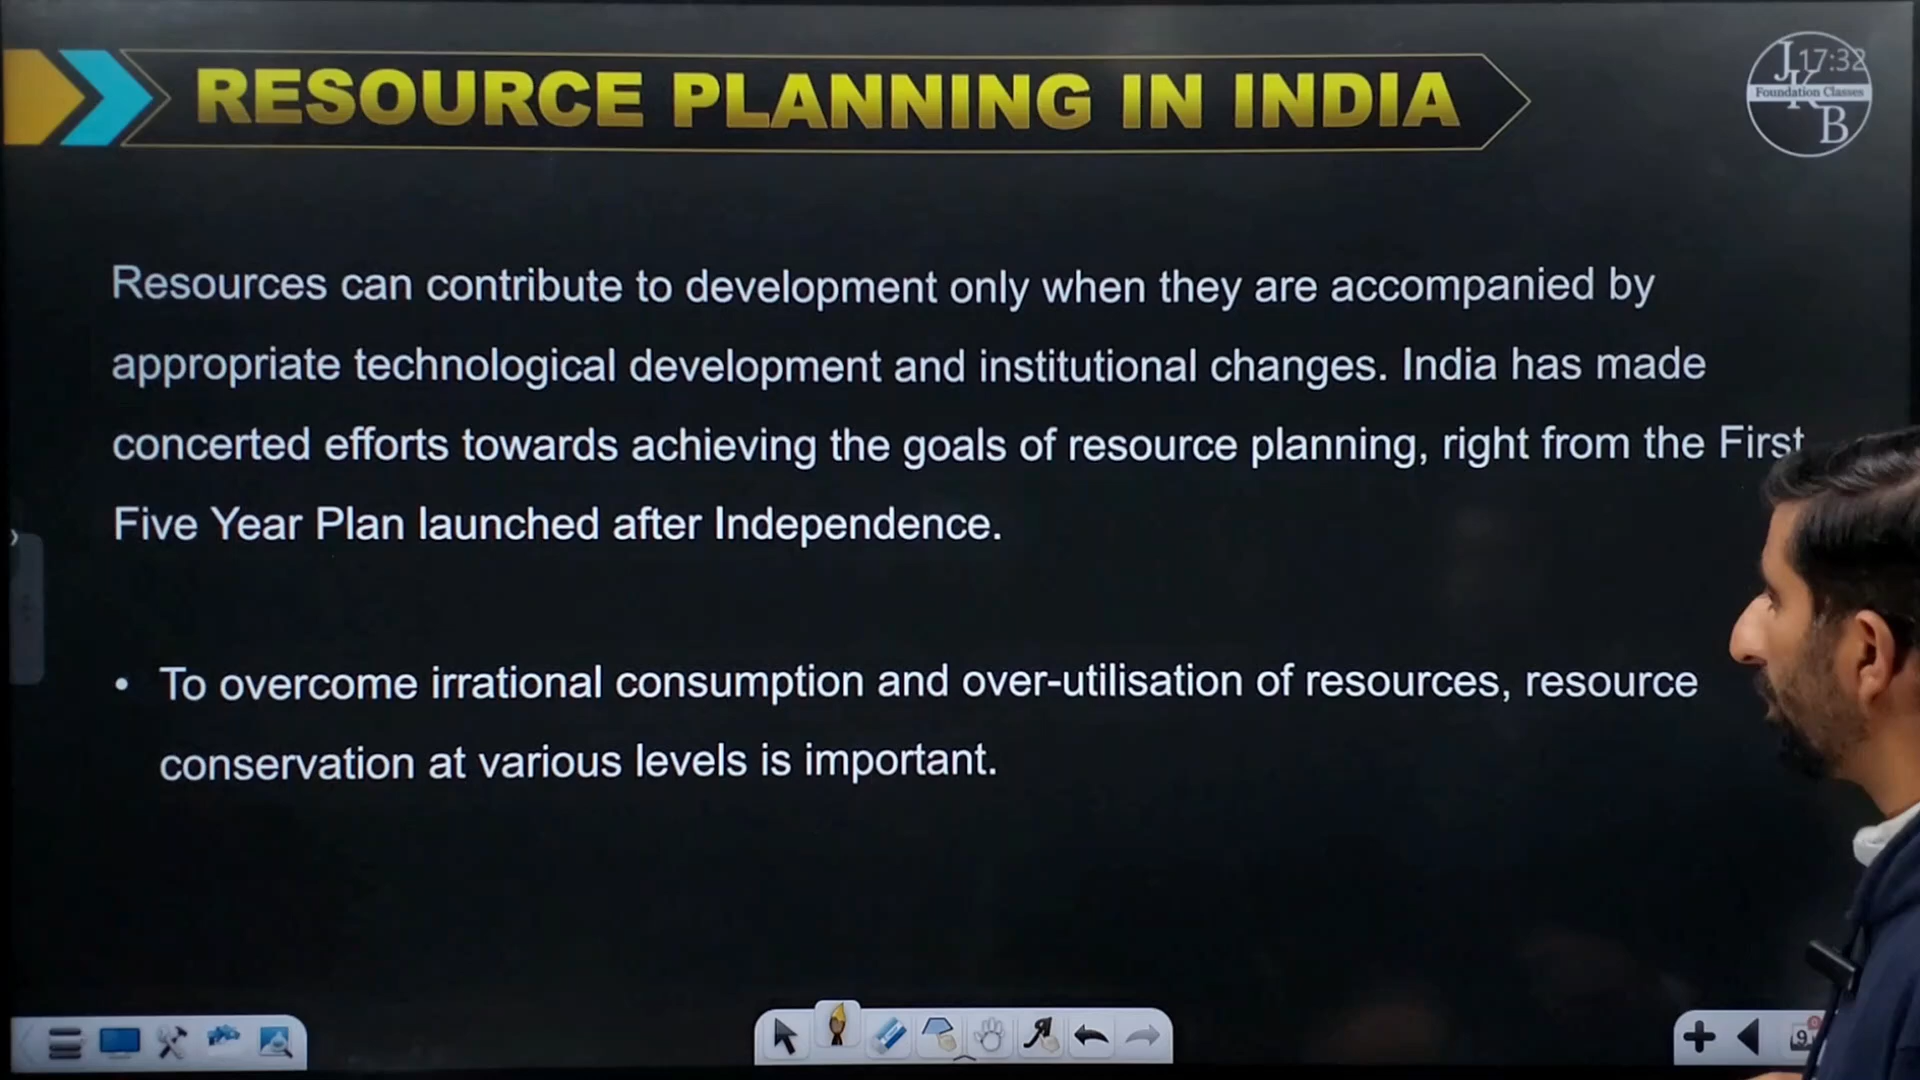 RESOURCE PLANNING IN INDIA
17:32
J
Foundation Classes
K
B
Resources can contribute to development only when they are accompanied by
appropriate technological development and institutional changes. India has made
concerted efforts towards achieving the goals of resource planning, right from the First
Five Year Plan launched after Independence.
• To overcome irrational consumption and over-utilisation of resources, resource
conservation at various levels is important.